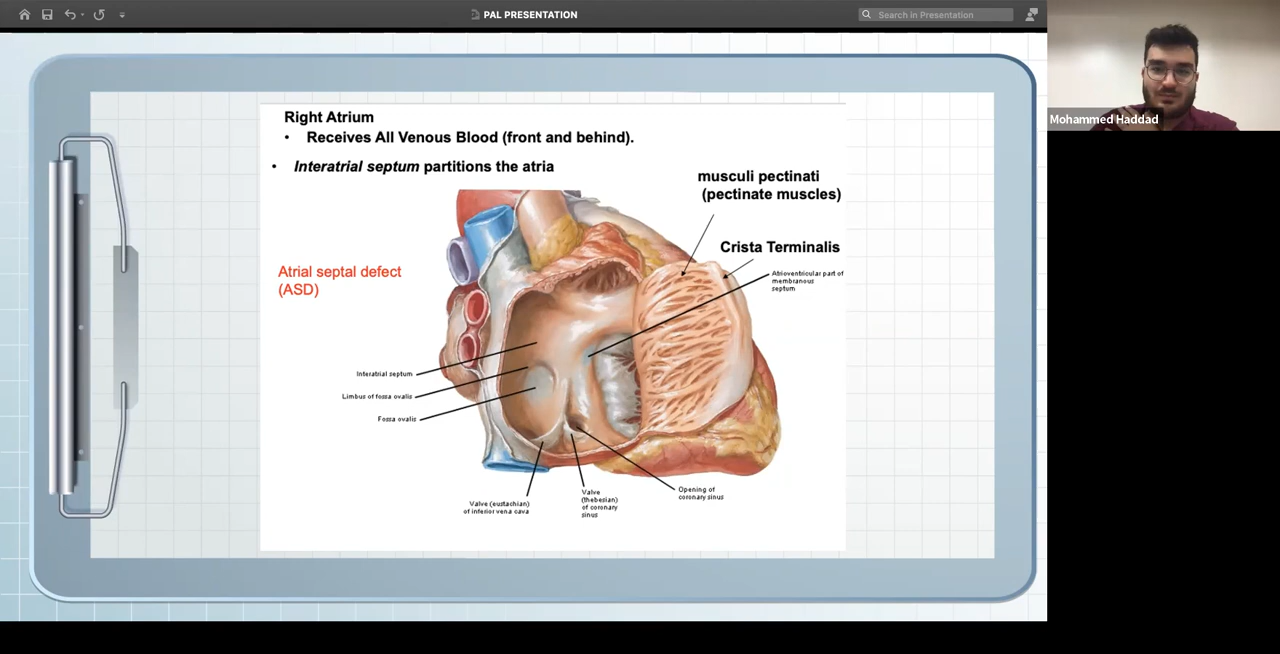 PAL PRESENTATION
Search in Presentation
Mohammed Haddad
Right Atrium
• Receives All Venous Blood (front and behind).
• Interatrial septum partitions the atria
musculi pectinati
(pectinate muscles)
Crista Terminalis
Atrioventricular part of
membranous
septum
Atrial septal defect
(ASD)
Interatrial septum
Limbus of fossa ovalis
Fossa ovalis
Valve (eustachian)
of inferior vena cava
Valve
(thebesian)
of coronary
sinus
Opening of
coronary sinus